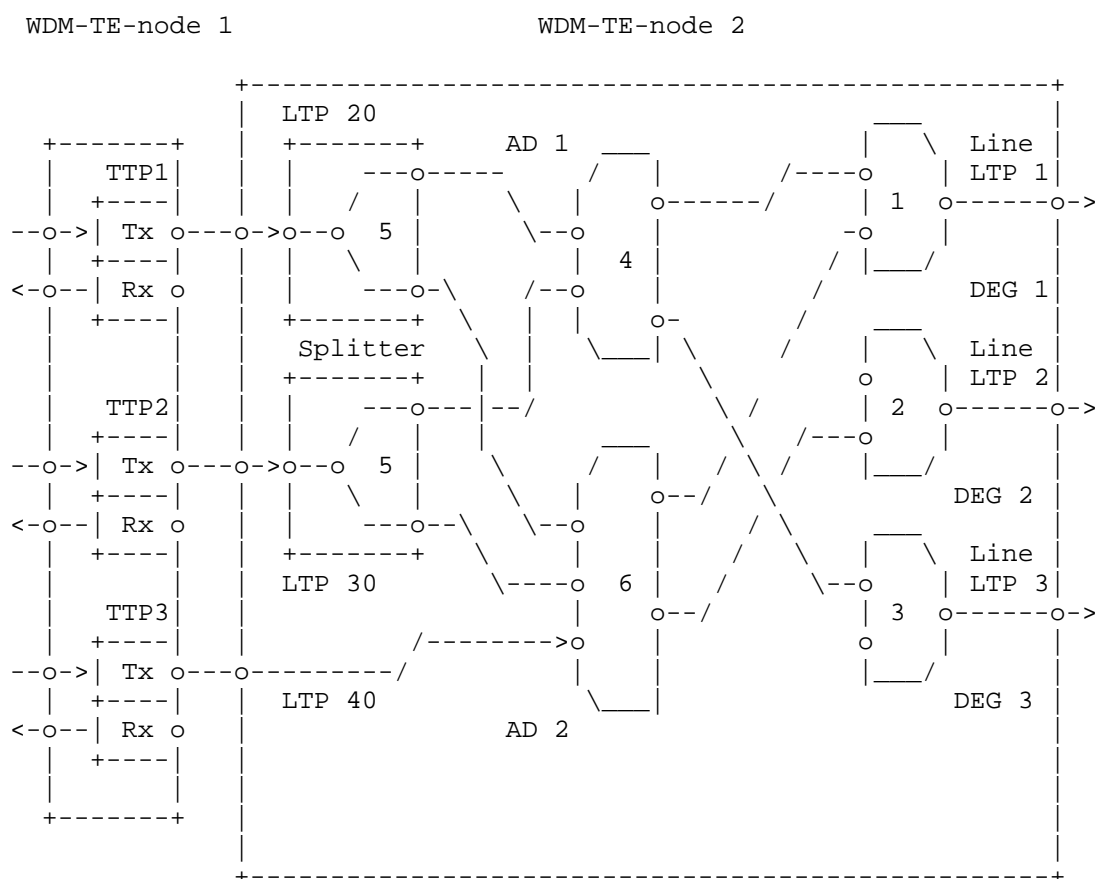 WDM-TE-node 1 WDM-TE-node 2
LTP 20
AD 1 Line
TTP1 LTP 1
1
Tx 5
4
Rx DEG 1
Splitter Line
LTP 2
TTP2 2
Tx 5
DEG 2
Rx
Line
LTP 30 6 LTP 3
TTP3 3
Tx
LTP 40 DEG 3
Rx AD 2